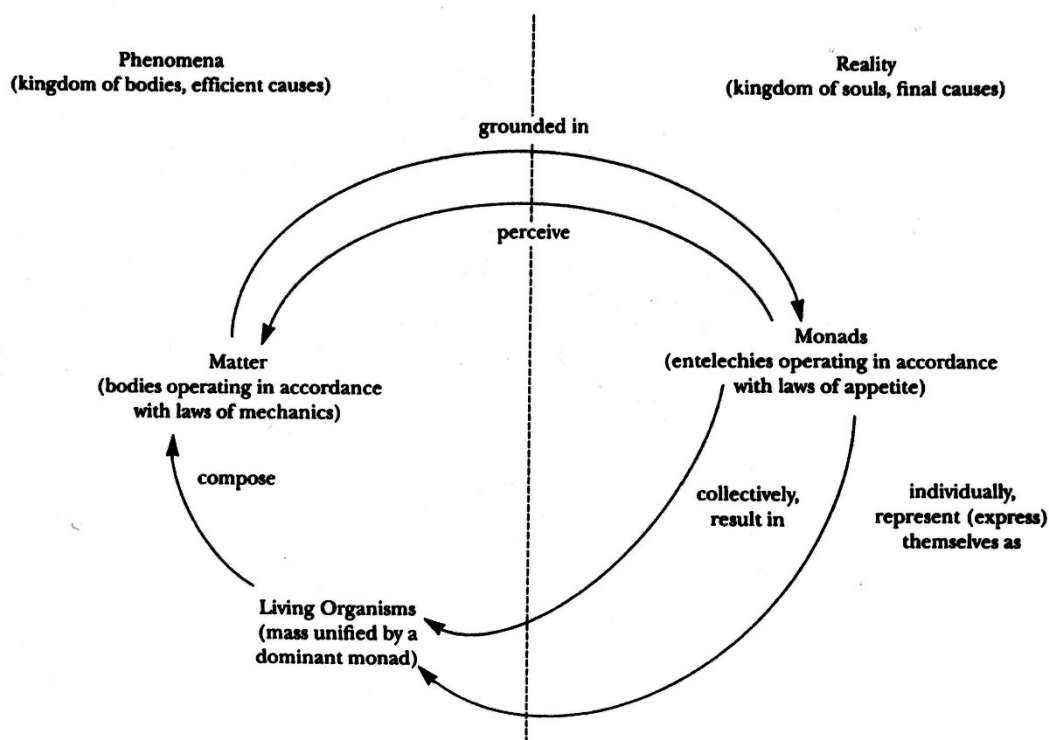 Phenomena
(kingdom of bodies, efficient causes)
Reality
(kingdom of souls, final causes)
grounded in
perceive
Matter
(bodies operating in accordance
with laws of mechanics)
Monads
(entelechies operating in accordance
with laws of appetite)
compose
collectively,
result in
individually,
represent (express)
themselves as
Living Organisms
(mass unified by a
dominant monad)